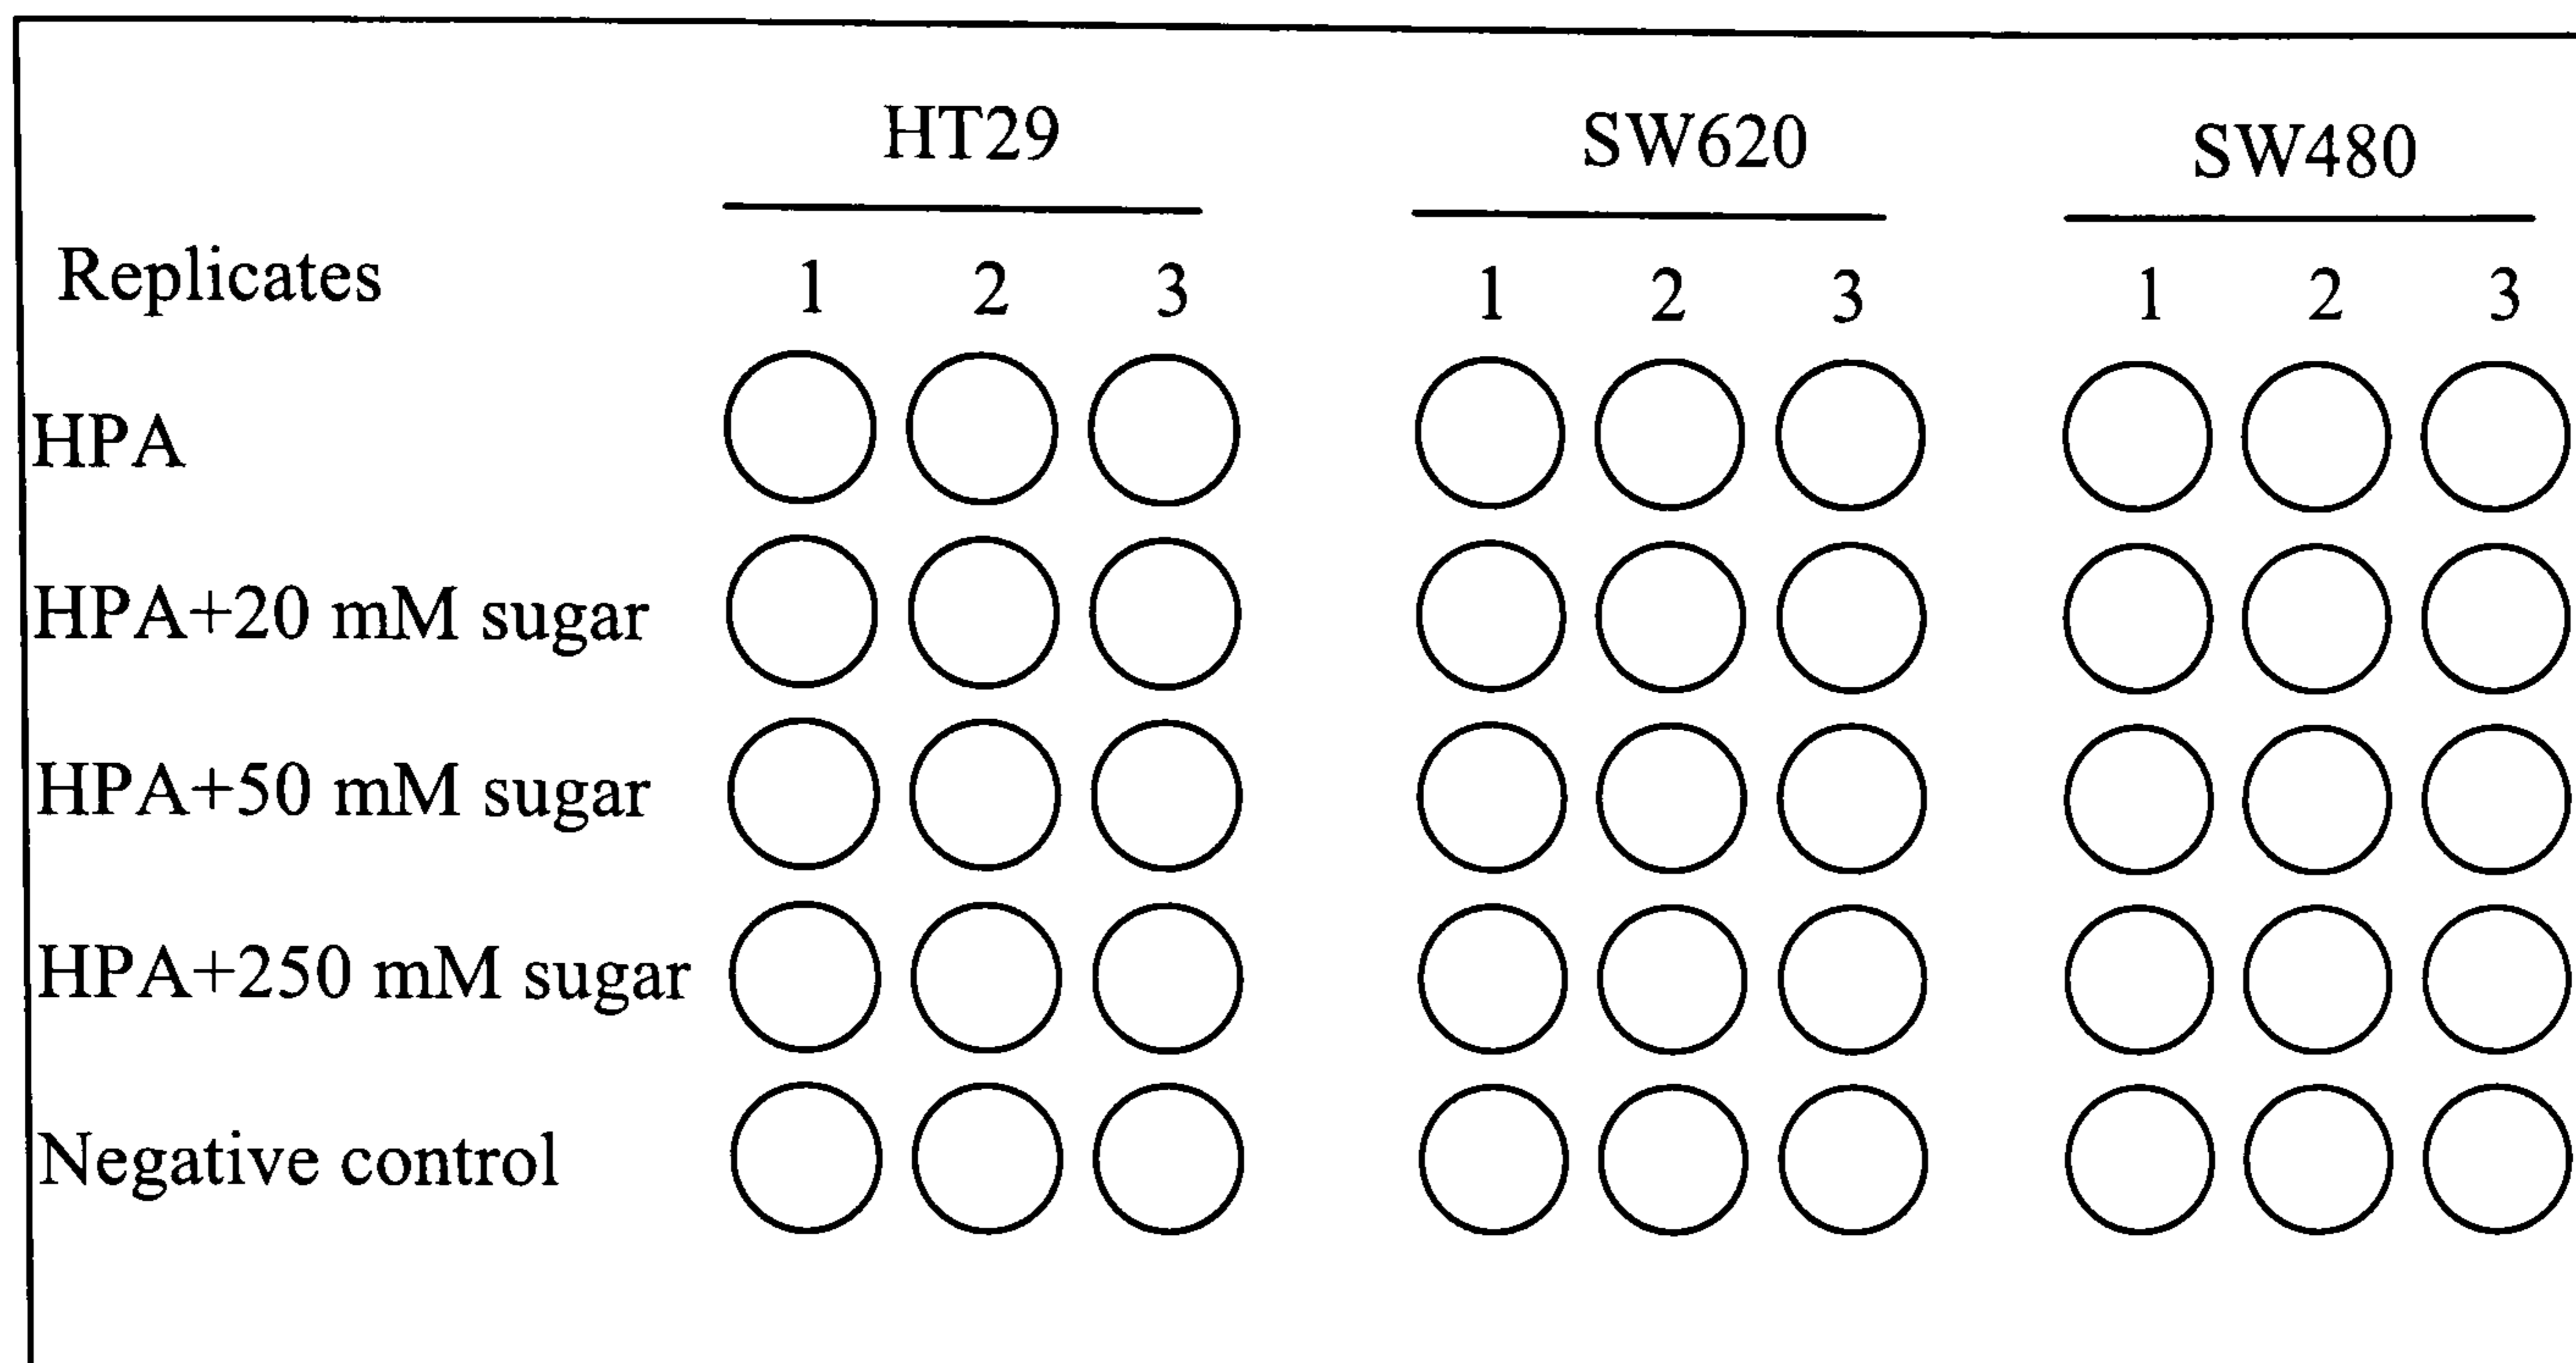 HT29 SW620 SW480
Replicates 1 2 3 1 2 3 1 2 3
HPA
HPA+20 mM sugar
HPA+50 mM sugar
HPA+250 mM sugar
Negative control